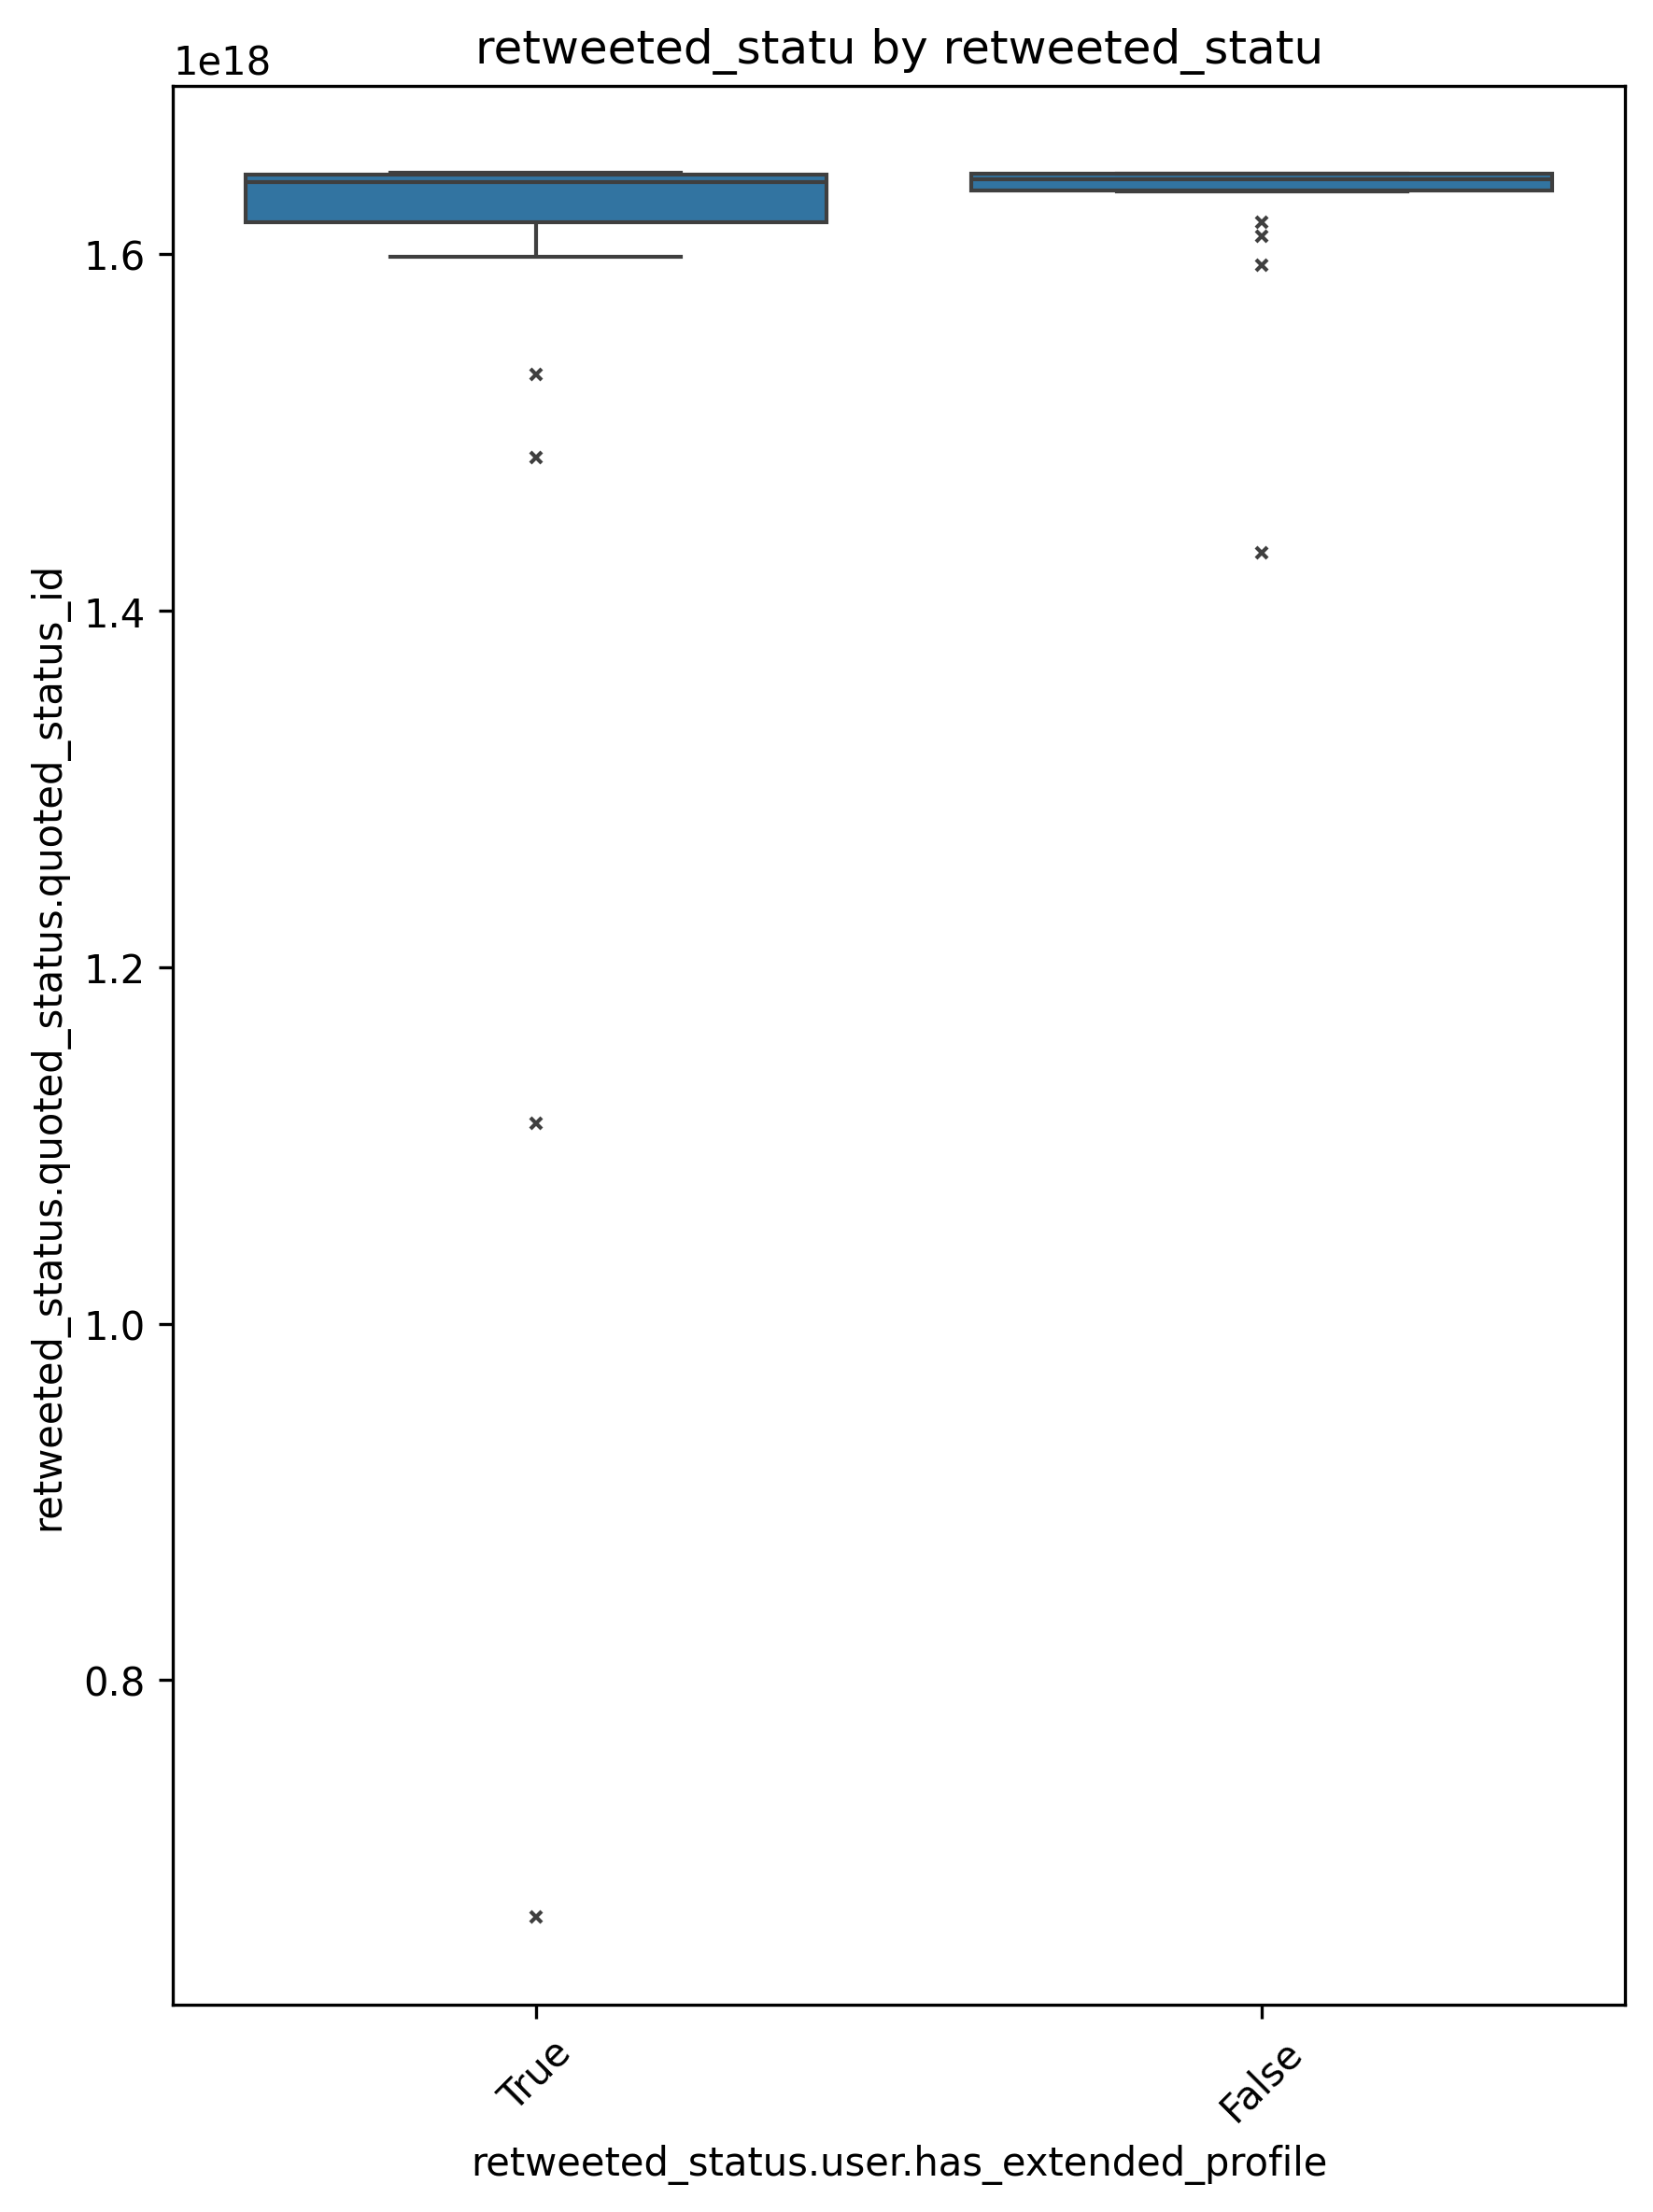 retweeted_statu by retweeted_statu
1e18
1.6
1.4
1.2
1.0
0.8
retweeted_status.quoted_status.quoted_status_id
True
False
retweeted_status.user.has_extended_profile